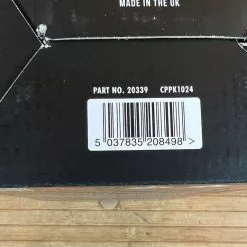 MADE IN THE UK
PART NO. 20339 CPPK1024
5 037835 208498 >